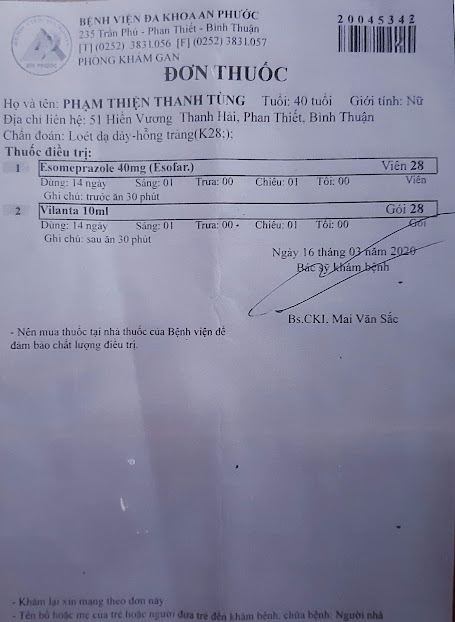 BỆNH VIỆN ĐA KHOA AN PHƯỚC
235 Trần Phú - Phan Thiết - Bình Thuận
[T] (0252) 3831.056 [F] (0252) 3831.057
PHÒNG KHÁM GAN
20045342
AN PHƯỚC
ĐƠN THUỐC
Họ và tên: PHẠM THIỆN THANH TÙNG Tuổi: 40 tuổi Giới tính: Nữ
Địa chỉ liên hệ: 51 Hiền Vương Thanh Hải, Phan Thiết, Bình Thuận
Chẩn đoán: Loét dạ dày-hỗng tràng(K28;);
Thuốc điều trị:
1 Esomeprazole 40mg (Esofar.) Viên 28
Dùng: 14 ngày Sáng: 01 Trưa: 00 Chiều: 01 Tối: 00 Viên
Ghi chú: trước ăn 30 phút
2 Vilanta 10ml Gói 28
Dùng: 14 ngày Sáng: 01 Trưa: 00 Chiều: 01 Tối: 00 Gói
Ghi chú: sau ăn 30 phút
Ngày 16 tháng 03 năm 2020
Bác sỹ khám bệnh
Bs.CKI. Mai Văn Sắc
- Nên mua thuốc tại nhà thuốc của Bệnh viện để
đảm bảo chất lượng điều trị.
- Khám lại xin mang theo đơn này
- Tên bố hoặc mẹ của trẻ hoặc người đưa trẻ đến khám bệnh, chữa bệnh: Người nhà